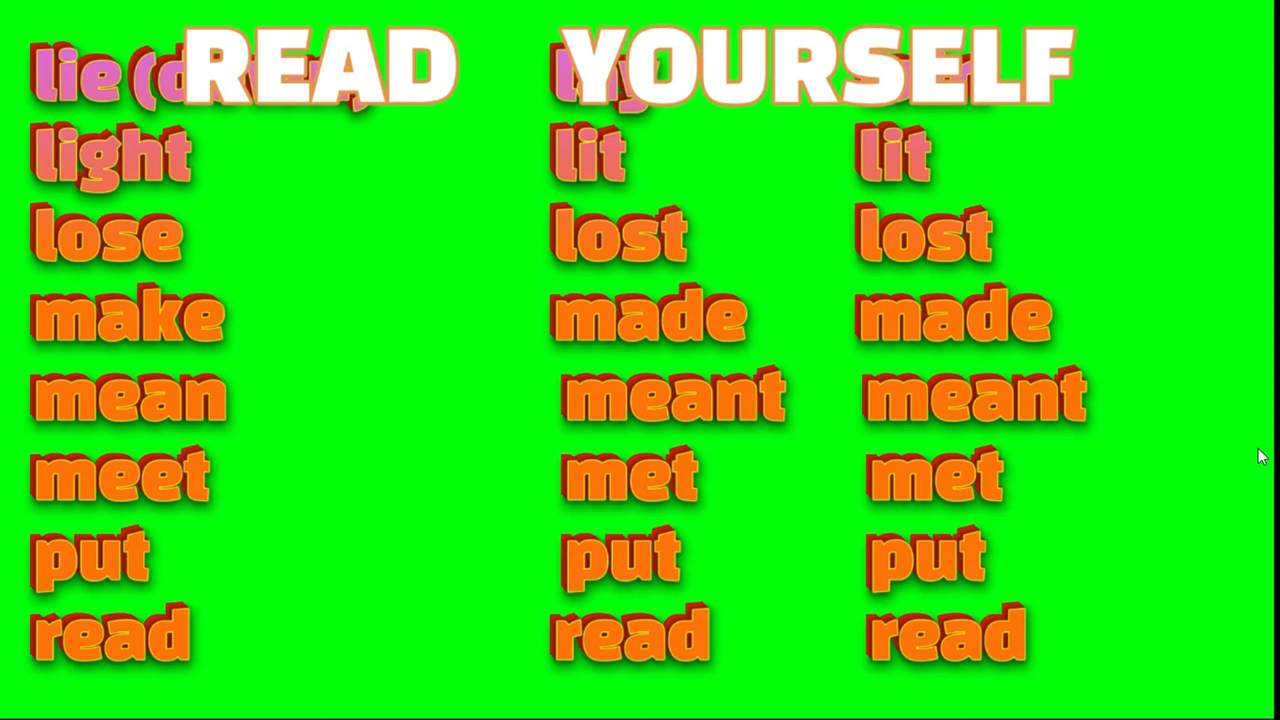 READ YOURSELF
lie
light lit lit
lose lost lost
make made made
mean meant meant
meet met met
put put put
read read read